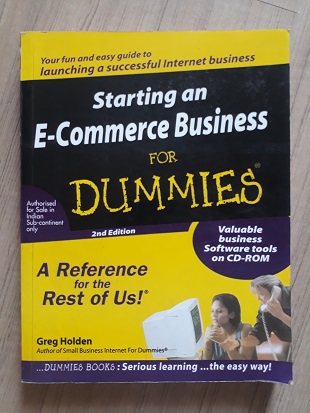 Your fun and easy guide to
launching a successful Internet business
Starting an
E-Commerce Business
FOR
DUMMIES®
Authorised
for Sale in
Indian
Sub-continent
only
2nd Edition
Valuable
business
Software tools
on CD-ROM
A Reference
for the
Rest of Us!®
Greg Holden
Author of Small Business Internet For Dummies®
...DUMMIES BOOKS : Serious learning ...the easy way!